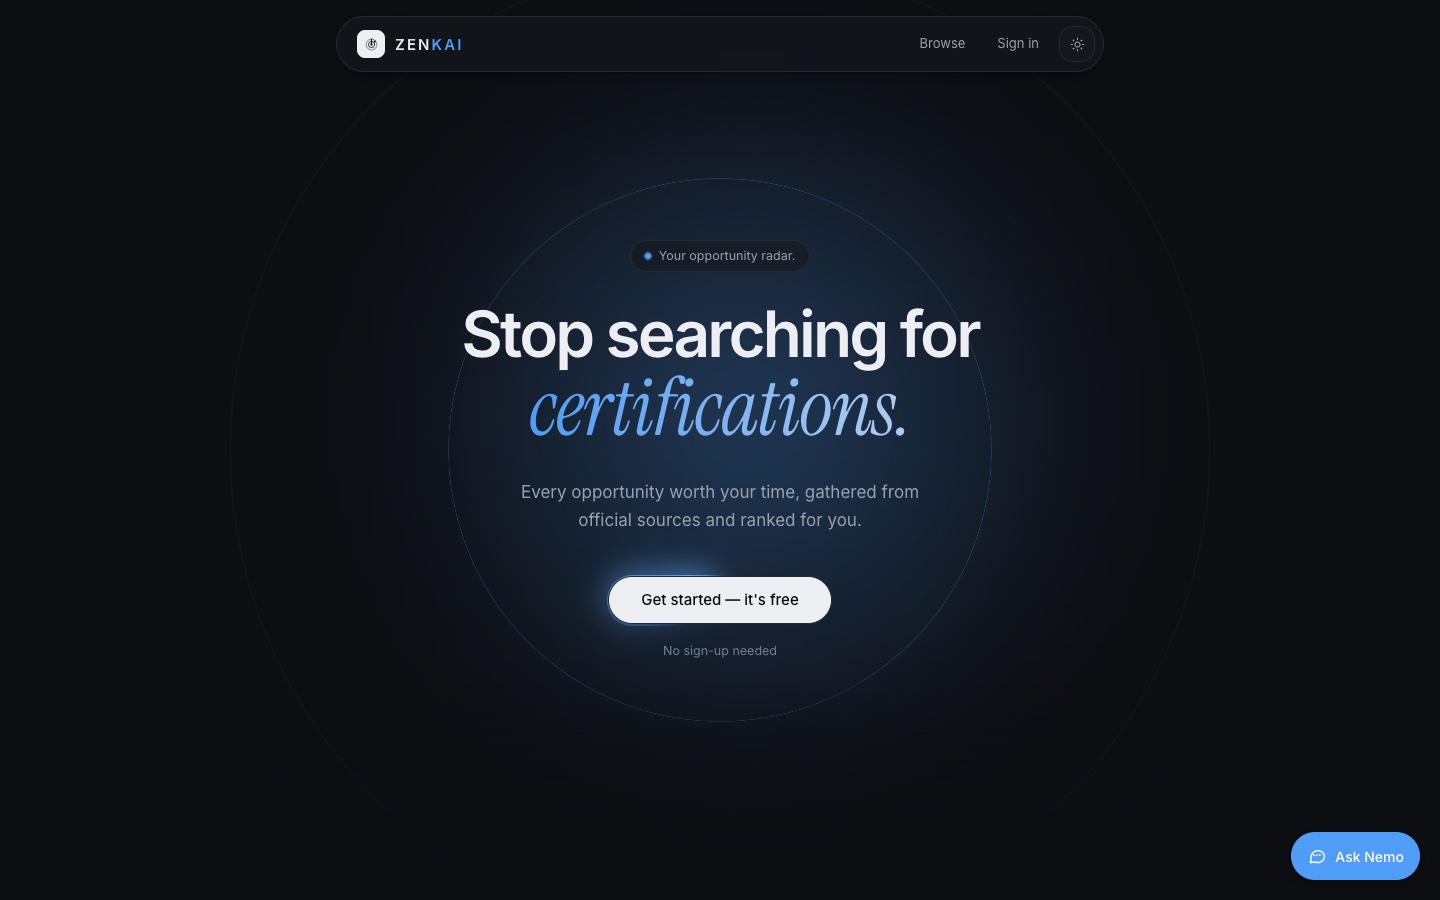 ZENKAI
Browse
Sign in
Your opportunity radar.
Stop searching for
certifications.
Every opportunity worth your time, gathered from
official sources and ranked for you.
Get started — it's free
No sign-up needed
Ask Nemo